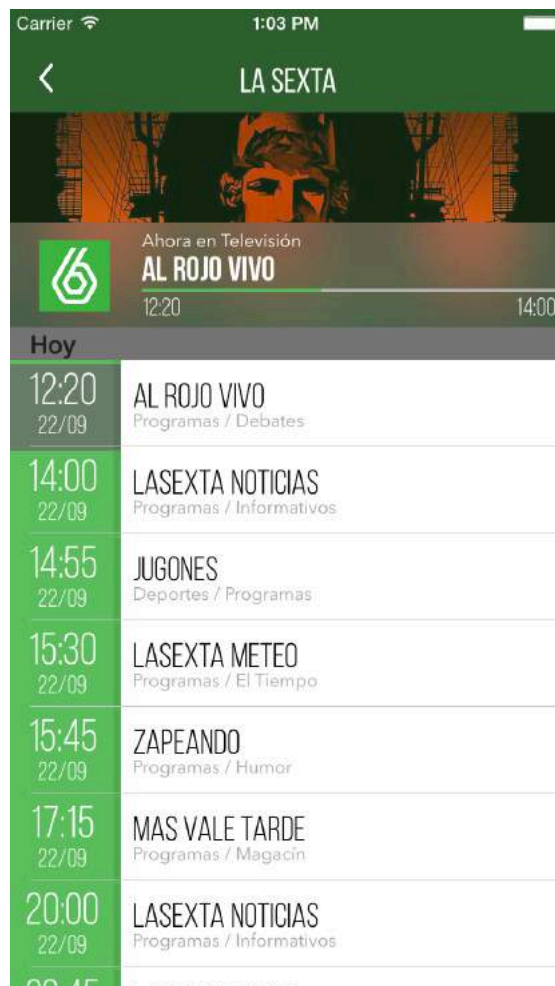 Carrier
1:03 PM
LA SEXTA
Ahora en Televisión
AL ROJO VIVO
12:20
14:00
Hoy
12:20
22/09
AL ROJO VIVO
Programas / Debates
14:00
22/09
LASEXTA NOTICIAS
Programas / Informativos
14:55
22/09
JUGONES
Deportes / Programas
15:30
22/09
LASEXTA METEO
Programas / El Tiempo
15:45
22/09
ZAPEANDO
Programas / Humor
17:15
22/09
MAS VALE TARDE
Programas / Magacín
20:00
22/09
LASEXTA NOTICIAS
Programas / Informativos